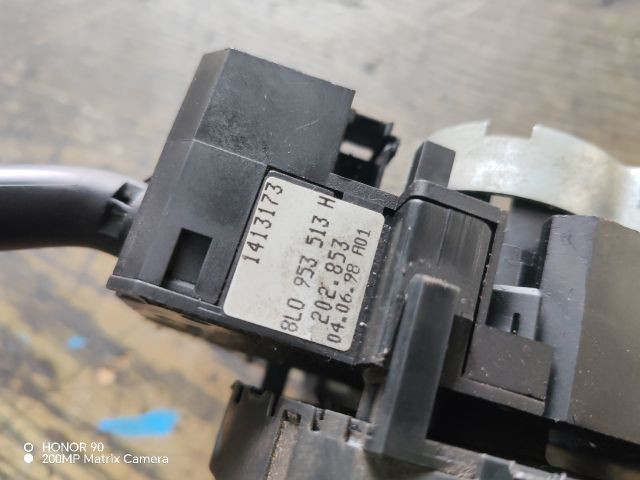 1413173
8L0 953 513 H
202.853
04.06.98 A01
HONOR 90
200MP Matrix Camera